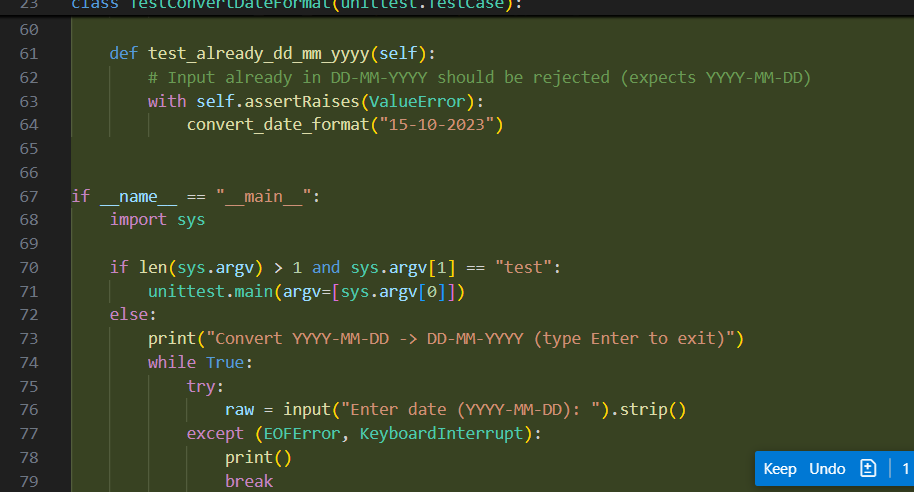 23 class TestConvertDateFormat(unittest.TestCase):
60
61 def test_already_dd_mm_yyyy(self):
62 # Input already in DD-MM-YYYY should be rejected (expects YYYY-MM-DD)
63 with self.assertRaises(ValueError):
64 convert_date_format("15-10-2023")
65
66
67 if __name__ == "__main__":
68 import sys
69
70 if len(sys.argv) > 1 and sys.argv[1] == "test":
71 unittest.main(argv=[sys.argv[0]])
72 else:
73 print("Convert YYYY-MM-DD -> DD-MM-YYYY (type Enter to exit)")
74 while True:
75 try:
76 raw = input("Enter date (YYYY-MM-DD): ").strip()
77 except (EOFError, KeyboardInterrupt):
78 print()
79 break
Keep Undo 1